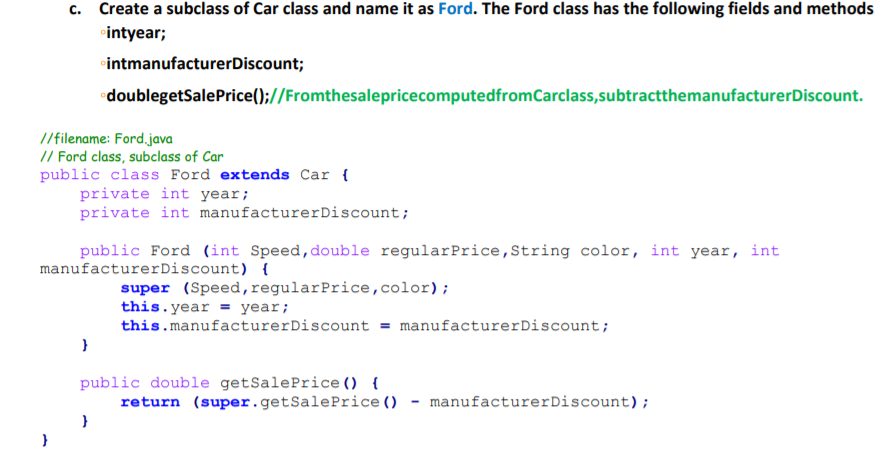 c. Create a subclass of Car class and name it as Ford. The Ford class has the following fields and methods
◦intyear;
◦intmanufacturerDiscount;
◦doublegetSalePrice();//FromthesalepricecomputedfromCarclass,subtractthemanufacturerDiscount.
//filename: Ford.java
// Ford class, subclass of Car
public class Ford extends Car {
private int year;
private int manufacturerDiscount;
public Ford (int Speed,double regularPrice,String color, int year, int
manufacturerDiscount) {
super (Speed,regularPrice,color);
this.year = year;
this.manufacturerDiscount = manufacturerDiscount;
}
public double getSalePrice() {
return (super.getSalePrice() - manufacturerDiscount);
}
}